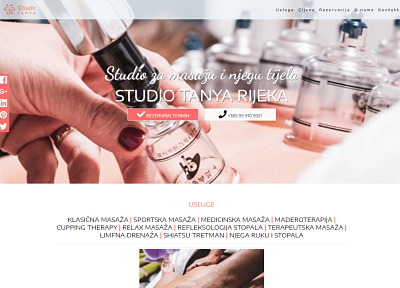 Studio
TANYA
Usluge Cijene Rezervacije O nama Kontakt
Studio za masažu i njegu tijela
STUDIO TANYA RIJEKA
REZERVIRAJ TERMIN
+385 95 910 9321
USLUGE
KLASIČNA MASAŽA | SPORTSKA MASAŽA | MEDICINSKA MASAŽA | MADEROTERAPIJA |
CUPPING THERAPY | RELAX MASAŽA | REFLEKSOLOGIJA STOPALA | TERAPEUTSKA MASAŽA |
LIMFNA DRENAŽA | SHIATSU TRETMAN | NJEGA RUKU I STOPALA